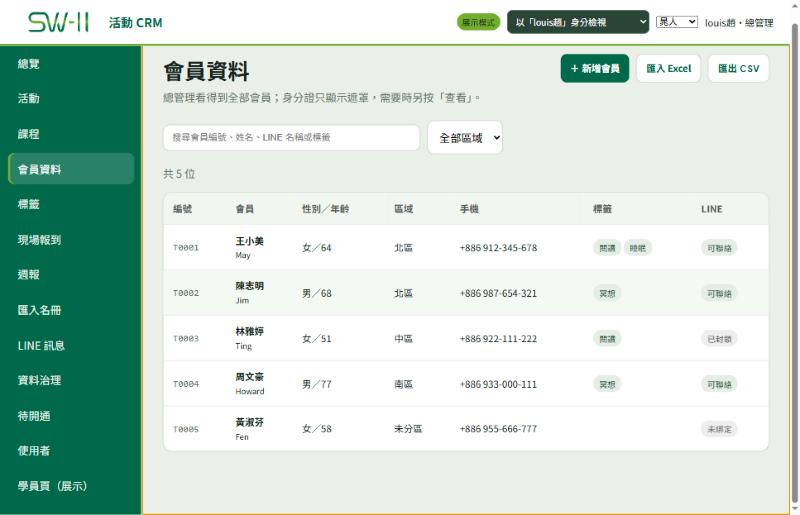 SW-II 活動 CRM 展示模式 以「louis趙」身分檢視 louis趙・總管理
總覽
活動
課程
會員資料
標籤
現場報到
週報
匯入名冊
LINE 訊息
資料治理
待開通
使用者
學員頁（展示）
會員資料
＋ 新增會員 匯入 Excel 匯出 CSV
總管理看得到全部會員；身分證只顯示遮罩，需要時另按「查看」。
搜尋會員編號、姓名、LINE 名稱或標籤 全部區域
共 5 位
編號 會員 性別／年齡 區域 手機 標籤 LINE
T0001 王小美 女／64 北區 +886 912-345-678 閱讀 睡眠 可聯絡
May
T0002 陳志明 男／68 北區 +886 987-654-321 冥想 可聯絡
Jim
T0003 林雅婷 女／51 中區 +886 922-111-222 閱讀 已封鎖
Ting
T0004 周文豪 男／77 南區 +886 933-000-111 冥想 可聯絡
Howard
T0005 黃淑芬 女／58 未分區 +886 955-666-777 未綁定
Fen